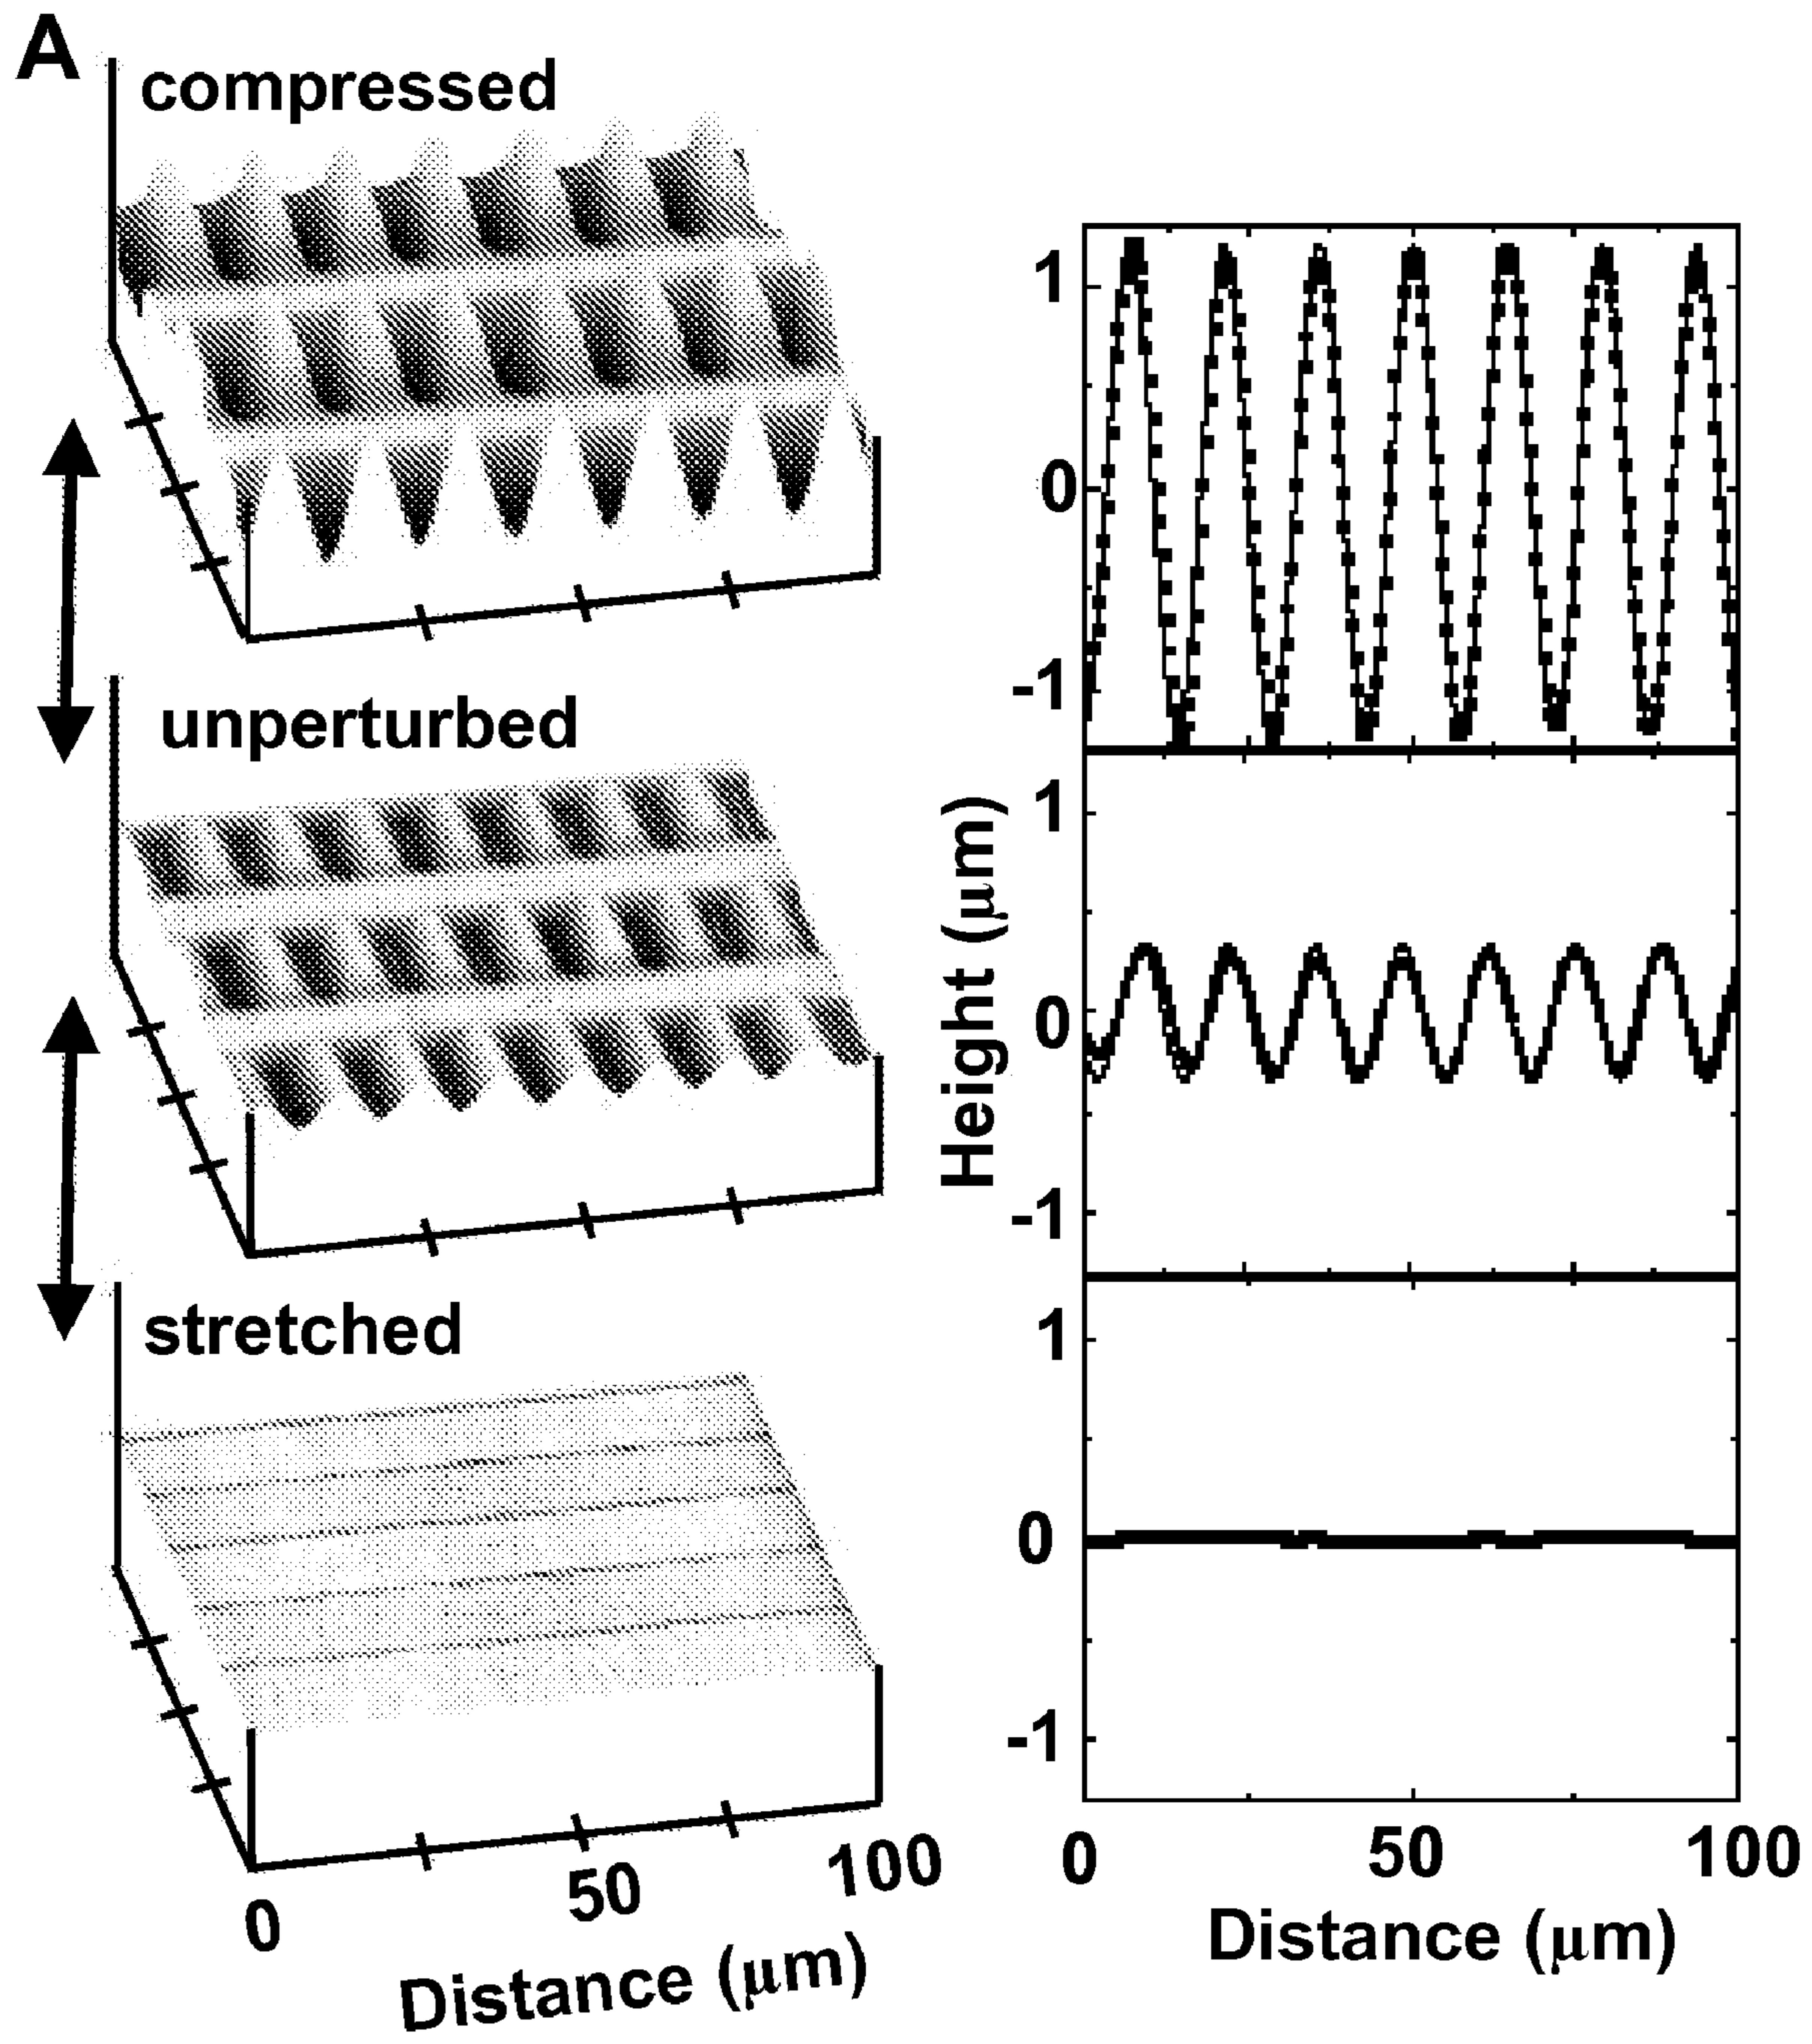 A
compressed
unperturbed
stretched
0
50
100
Distance (μm)
Height (μm)
1
0
-1
1
0
-1
1
0
-1
0
50
100
Distance (μm)